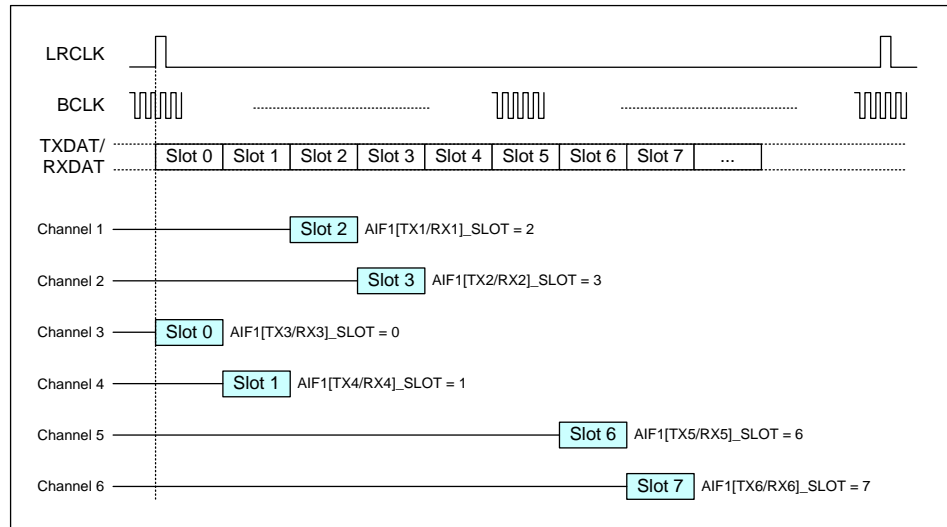 LRCLK
BCLK
TXDAT/
RXDAT
Slot 0 Slot 1 Slot 2 Slot 3 Slot 4 Slot 5 Slot 6 Slot 7 ...
Channel 1 Slot 2 AIF1[TX1/RX1]_SLOT = 2
Channel 2 Slot 3 AIF1[TX2/RX2]_SLOT = 3
Channel 3 Slot 0 AIF1[TX3/RX3]_SLOT = 0
Channel 4 Slot 1 AIF1[TX4/RX4]_SLOT = 1
Channel 5 Slot 6 AIF1[TX5/RX5]_SLOT = 6
Channel 6 Slot 7 AIF1[TX6/RX6]_SLOT = 7